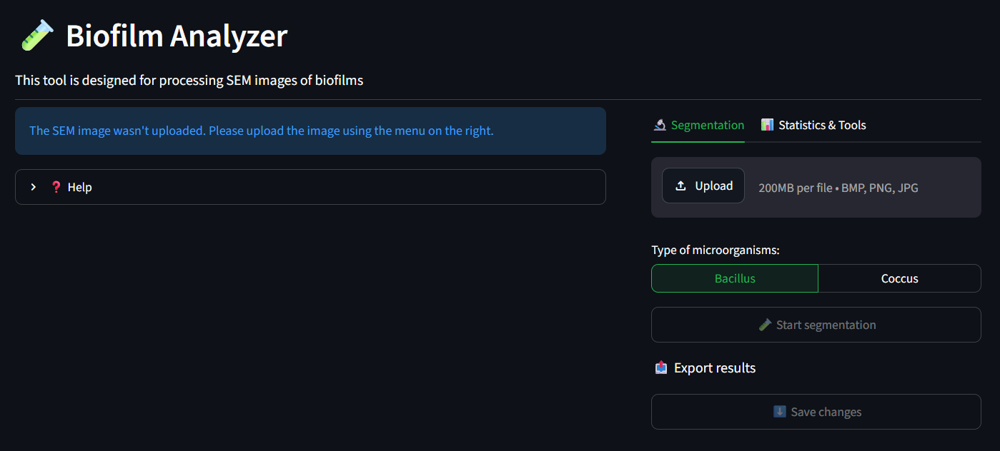 Biofilm Analyzer
This tool is designed for processing SEM images of biofilms
The SEM image wasn't uploaded. Please upload the image using the menu on the right.
Help
Segmentation
Statistics & Tools
Upload
200MB per file • BMP, PNG, JPG
Type of microorganisms:
Bacillus
Coccus
Start segmentation
Export results
Save changes